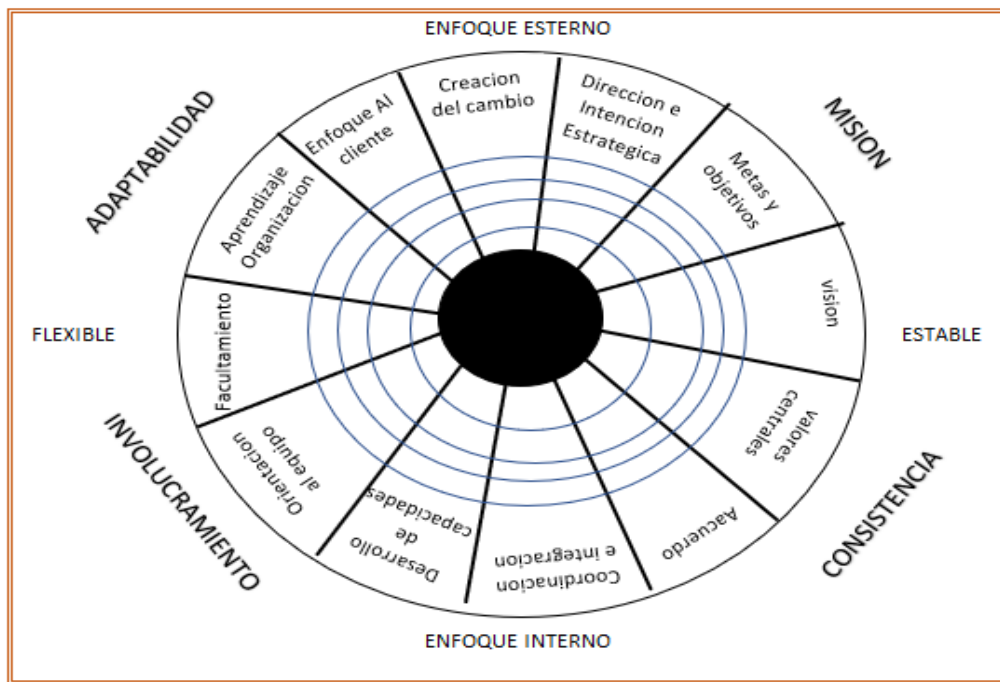 ENFOQUE ESTERNO
ADAPTABILIDAD
MISION
Creacion
del cambio
Direccion e
Intencion
Estrategica
Enfoque Al
cliente
Metas y
objetivos
Aprendizaje
Organizacion
vision
FLEXIBLE
ESTABLE
Facultamiento
valores
centrales
Orientacion
al equipo
Desarrollo
de
capacidades
Coordinacion
e integracion
Aacuerdo
INVOLUCRAMIENTO
CONSISTENCIA
ENFOQUE INTERNO